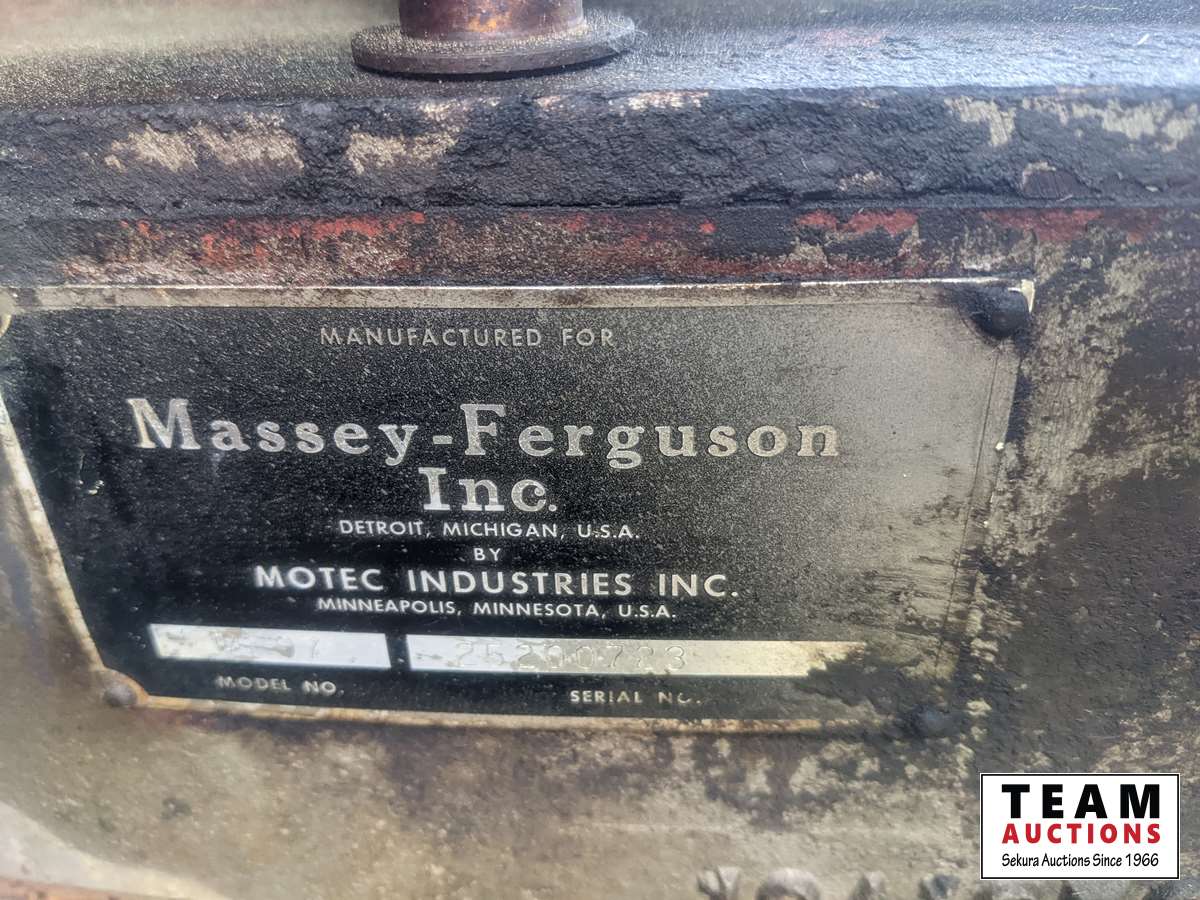 MANUFACTURED FOR
Massey-Ferguson
Inc.
DETROIT, MICHIGAN, U.S.A.
BY
MOTEC INDUSTRIES INC.
MINNEAPOLIS, MINNESOTA, U.S.A.
25200723
MODEL NO. SERIAL NO.
TEAM
AUCTIONS
Sekura Auctions Since 1966